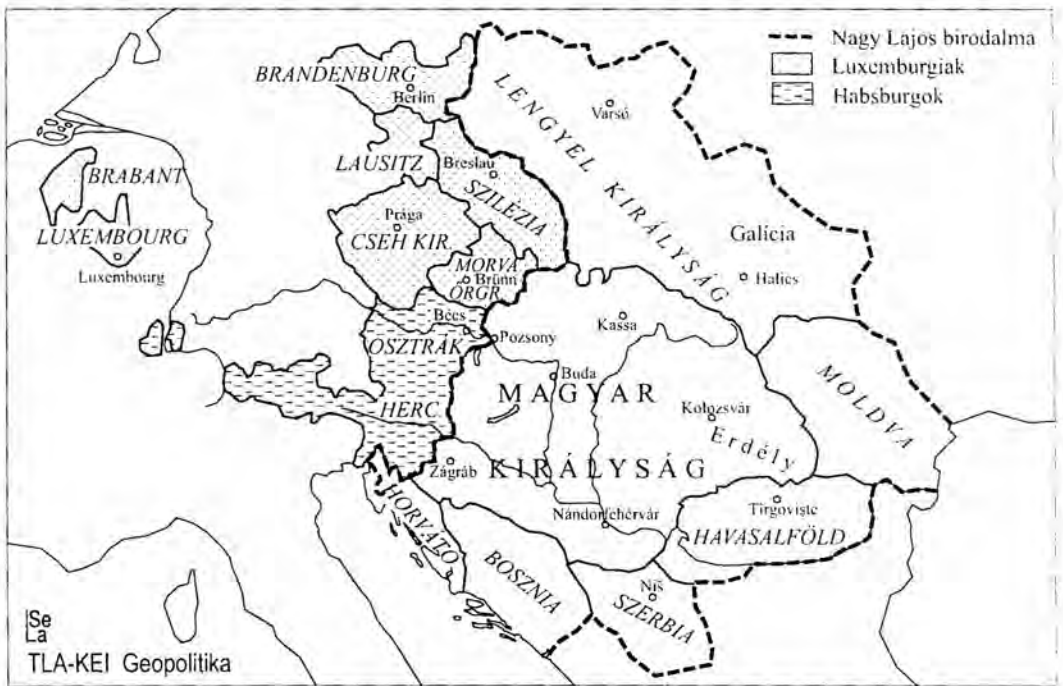 Nagy Lajos birodalma
Luxemburgiak
Habsburgok
BRANDENBURG
Berlin
LENGYEL KIRÁLYSÁG
Varsó
LAUSITZ
Breslau
SZILÉZIA
BRABANT
LUXEMBOURG
Luxembourg
Prága
CSEH KIR.
MORVA
Brünn
ŐRGR.
Galícia
Halics
Bécs
OSZTRÁK
HERC.
Pozsony
Kassa
Buda
MAGYAR
KIRÁLYSÁG
Kolozsvár
Erdély
MOLDVA
Zágráb
Nándorfehérvár
Tirgoviste
HAVASALFÖLD
HORVÁTO.
BOSZNIA
Niš
SZERBIA
Se
La
TLA-KEI Geopolitika